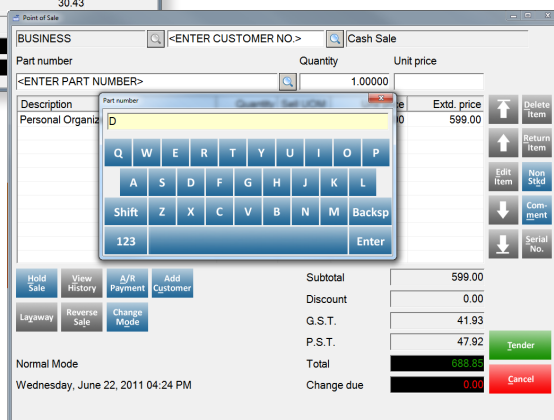 30.43
Point of Sale
BUSINESS <ENTER CUSTOMER NO.> Cash Sale
Part number Quantity Unit price
<ENTER PART NUMBER> 1.00000
Description Quantity Sell UOM Extd. price
Personal Organiz 599.00
Part number
D
Q W E R T Y U I O P
A S D F G H J K L
Shift Z X C V B N M Backsp
123 Enter
Delete Item
Return Item
Edit Item
Non Stkd
Comment
Serial No.
Hold Sale
View History
A/R Payment
Add Customer
Layaway
Reverse Sale
Change Mode
Subtotal 599.00
Discount 0.00
G.S.T. 41.93
P.S.T. 47.92
Normal Mode Total 688.85
Wednesday, June 22, 2011 04:24 PM Change due 0.00
Tender
Cancel